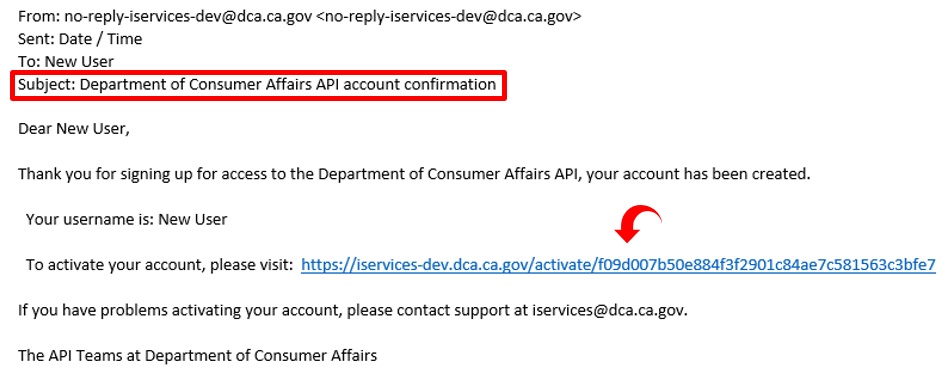 From: no-reply-iservices-dev@dca.ca.gov <no-reply-iservices-dev@dca.ca.gov>
Sent: Date / Time
To: New User
Subject: Department of Consumer Affairs API account confirmation
Dear New User,
Thank you for signing up for access to the Department of Consumer Affairs API, your account has been created.
Your username is: New User
To activate your account, please visit: https://iservices-dev.dca.ca.gov/activate/f09d007b50e884f3f2901c84ae7c581563c3bfe7
If you have problems activating your account, please contact support at iservices@dca.ca.gov.
The API Teams at Department of Consumer Affairs